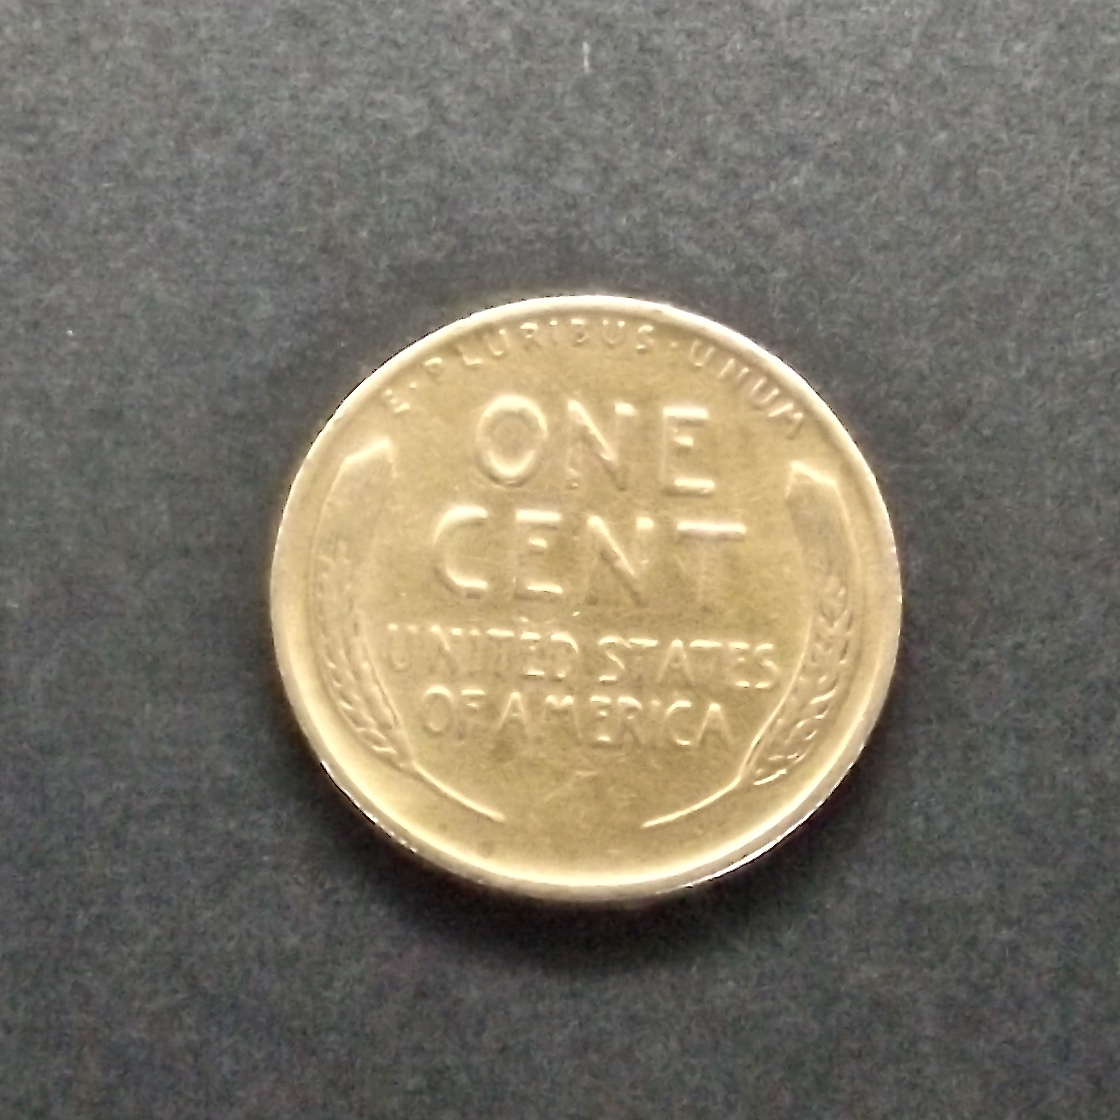 E·PLURIBUS·UNUM
ONE
CENT
UNITED STATES
OF AMERICA